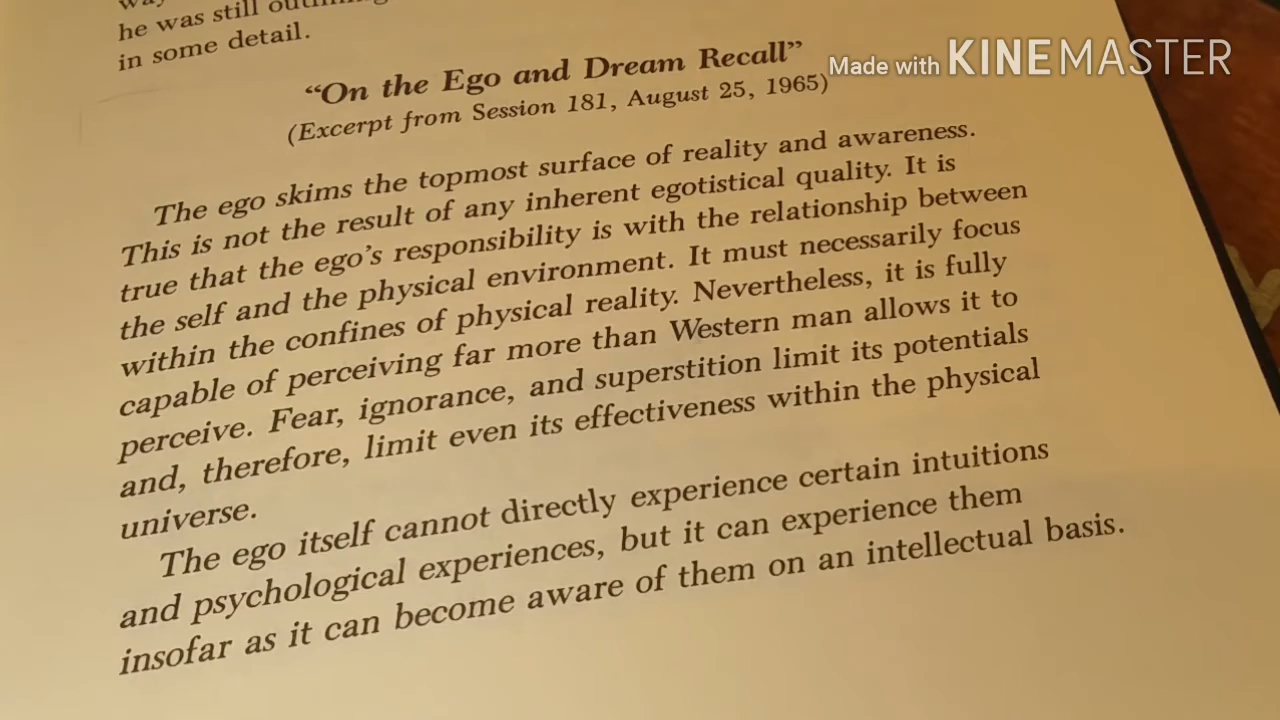 he was still
in some detail.
“On the Ego and Dream Recall”
(Excerpt from Session 181, August 25, 1965)
Made with KINEMASTER
The ego skims the topmost surface of reality and awareness.
This is not the result of any inherent egotistical quality. It is
true that the ego’s responsibility is with the relationship between
the self and the physical environment. It must necessarily focus
within the confines of physical reality. Nevertheless, it is fully
capable of perceiving far more than Western man allows it to
perceive. Fear, ignorance, and superstition limit its potentials
and, therefore, limit even its effectiveness within the physical
universe.
The ego itself cannot directly experience certain intuitions
and psychological experiences, but it can experience them
insofar as it can become aware of them on an intellectual basis.